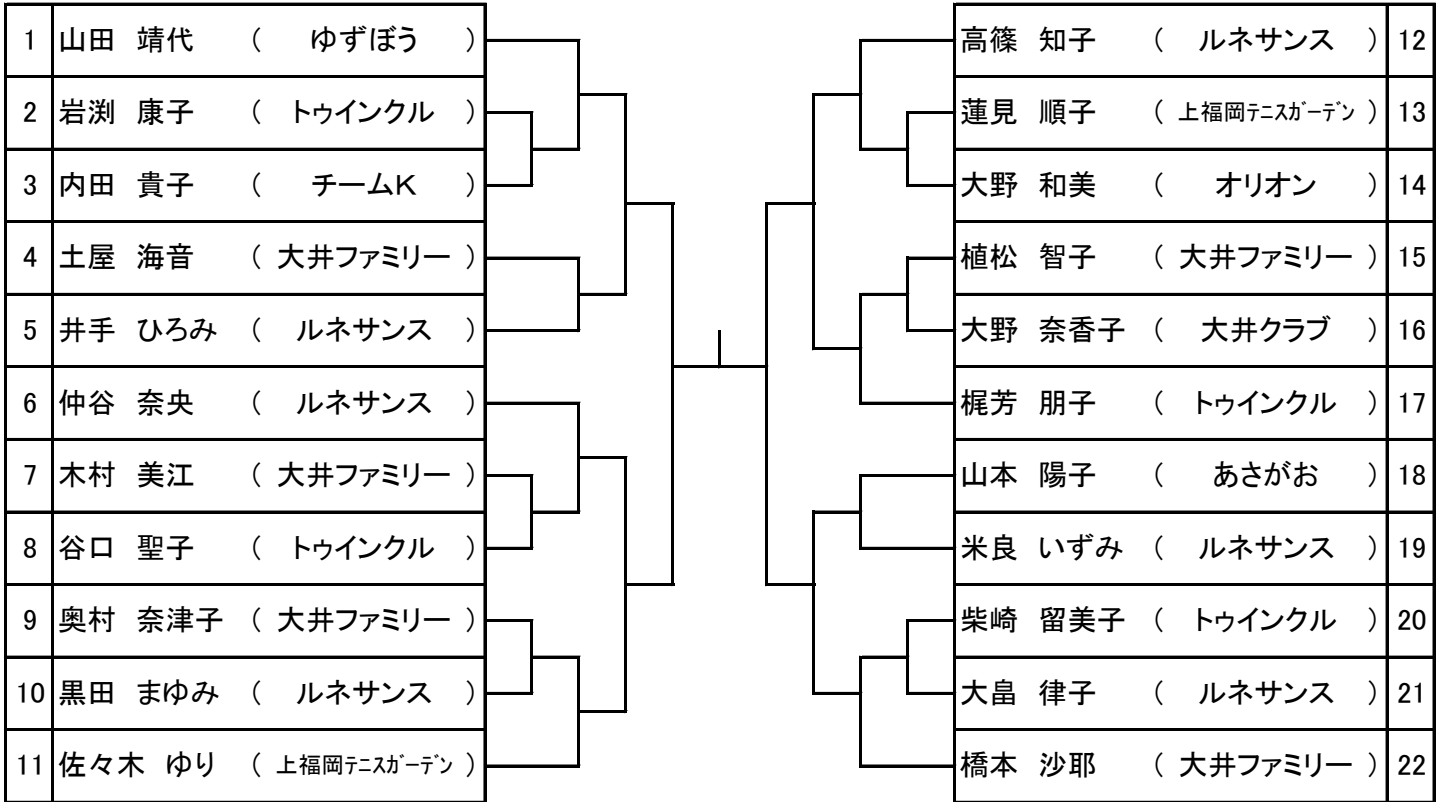 1 山田 靖代 ( ゆずぼう )
2 岩渕 康子 ( トゥインクル )
3 内田 貴子 ( チームK )
4 土屋 海音 ( 大井ファミリー )
5 井手 ひろみ ( ルネサンス )
6 仲谷 奈央 ( ルネサンス )
7 木村 美江 ( 大井ファミリー )
8 谷口 聖子 ( トゥインクル )
9 奥村 奈津子 ( 大井ファミリー )
10 黒田 まゆみ ( ルネサンス )
11 佐々木 ゆり ( 上福岡ﾃﾆｽｶﾞｰﾃﾞﾝ )
高篠 知子 ( ルネサンス ) 12
蓮見 順子 ( 上福岡ﾃﾆｽｶﾞｰﾃﾞﾝ ) 13
大野 和美 ( オリオン ) 14
植松 智子 ( 大井ファミリー ) 15
大野 奈香子 ( 大井クラブ ) 16
梶芳 朋子 ( トゥインクル ) 17
山本 陽子 ( あさがお ) 18
米良 いずみ ( ルネサンス ) 19
柴崎 留美子 ( トゥインクル ) 20
大畠 律子 ( ルネサンス ) 21
橋本 沙耶 ( 大井ファミリー ) 22